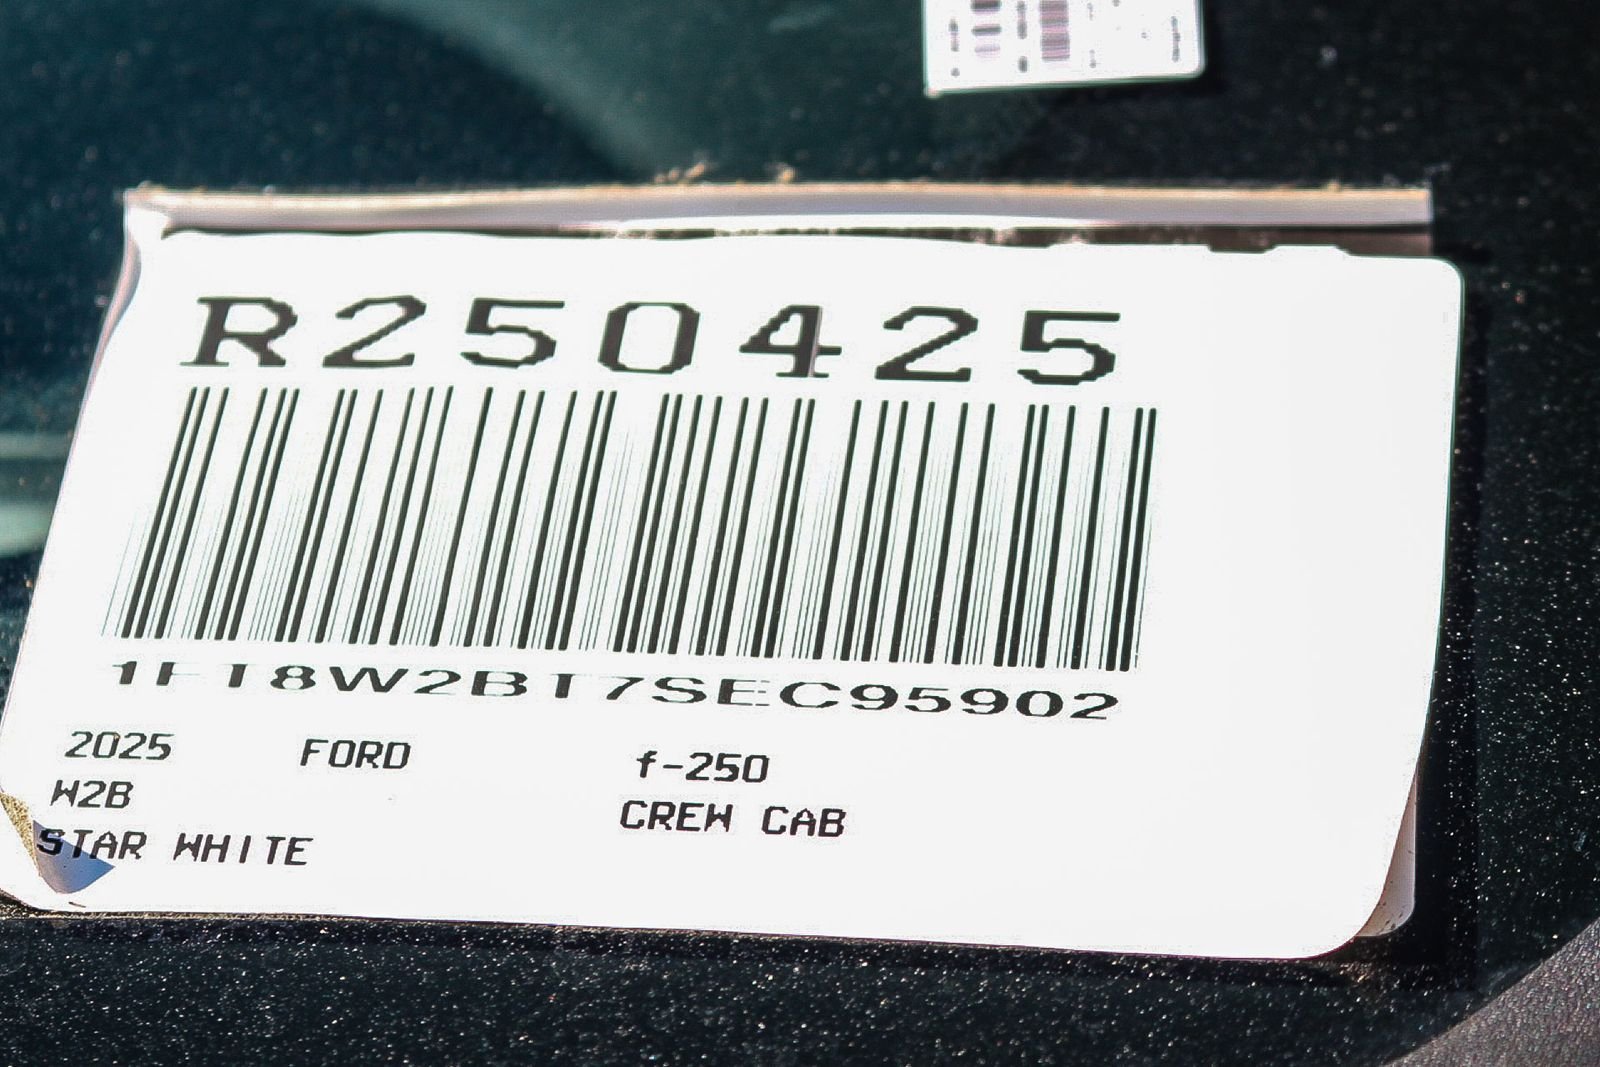 R250425
1FT8W2BT7SEC95902
2025 FORD f-250
W2B CREW CAB
STAR WHITE